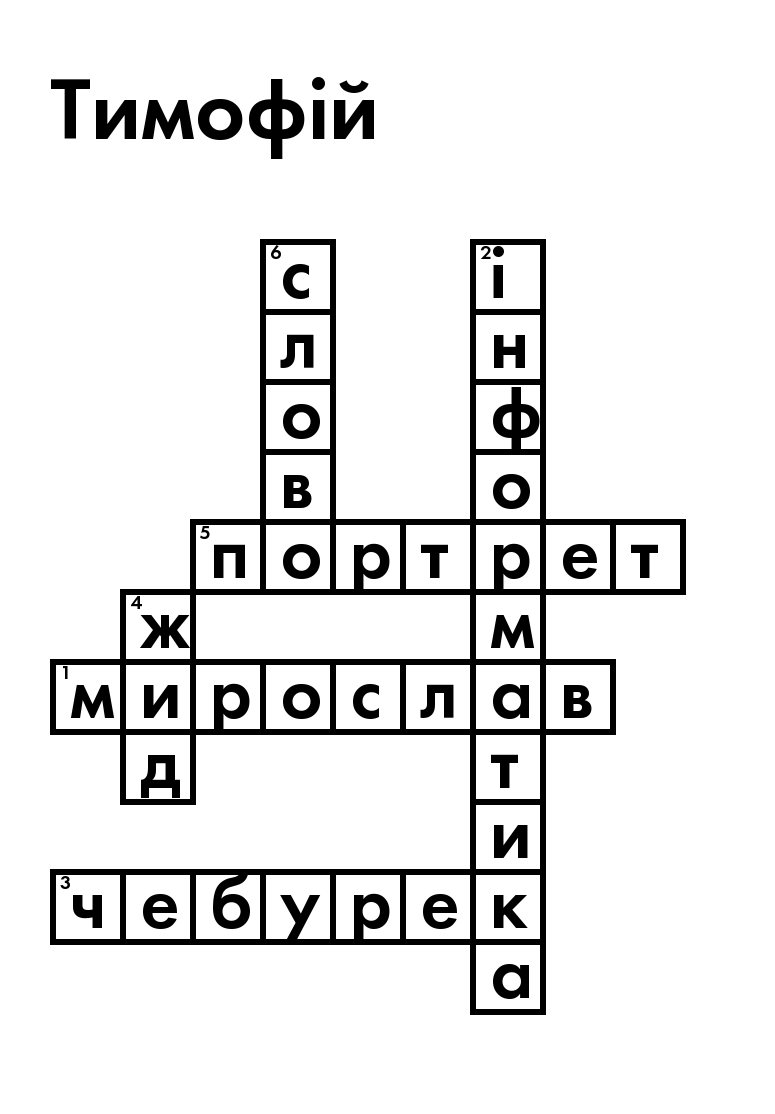 Тимофій
6 с 2 і
л н
о ф
в о
5 п о р т р е т
4 ж м
1 м и р о с л а в
д т
и
3 ч е б у р е к
а